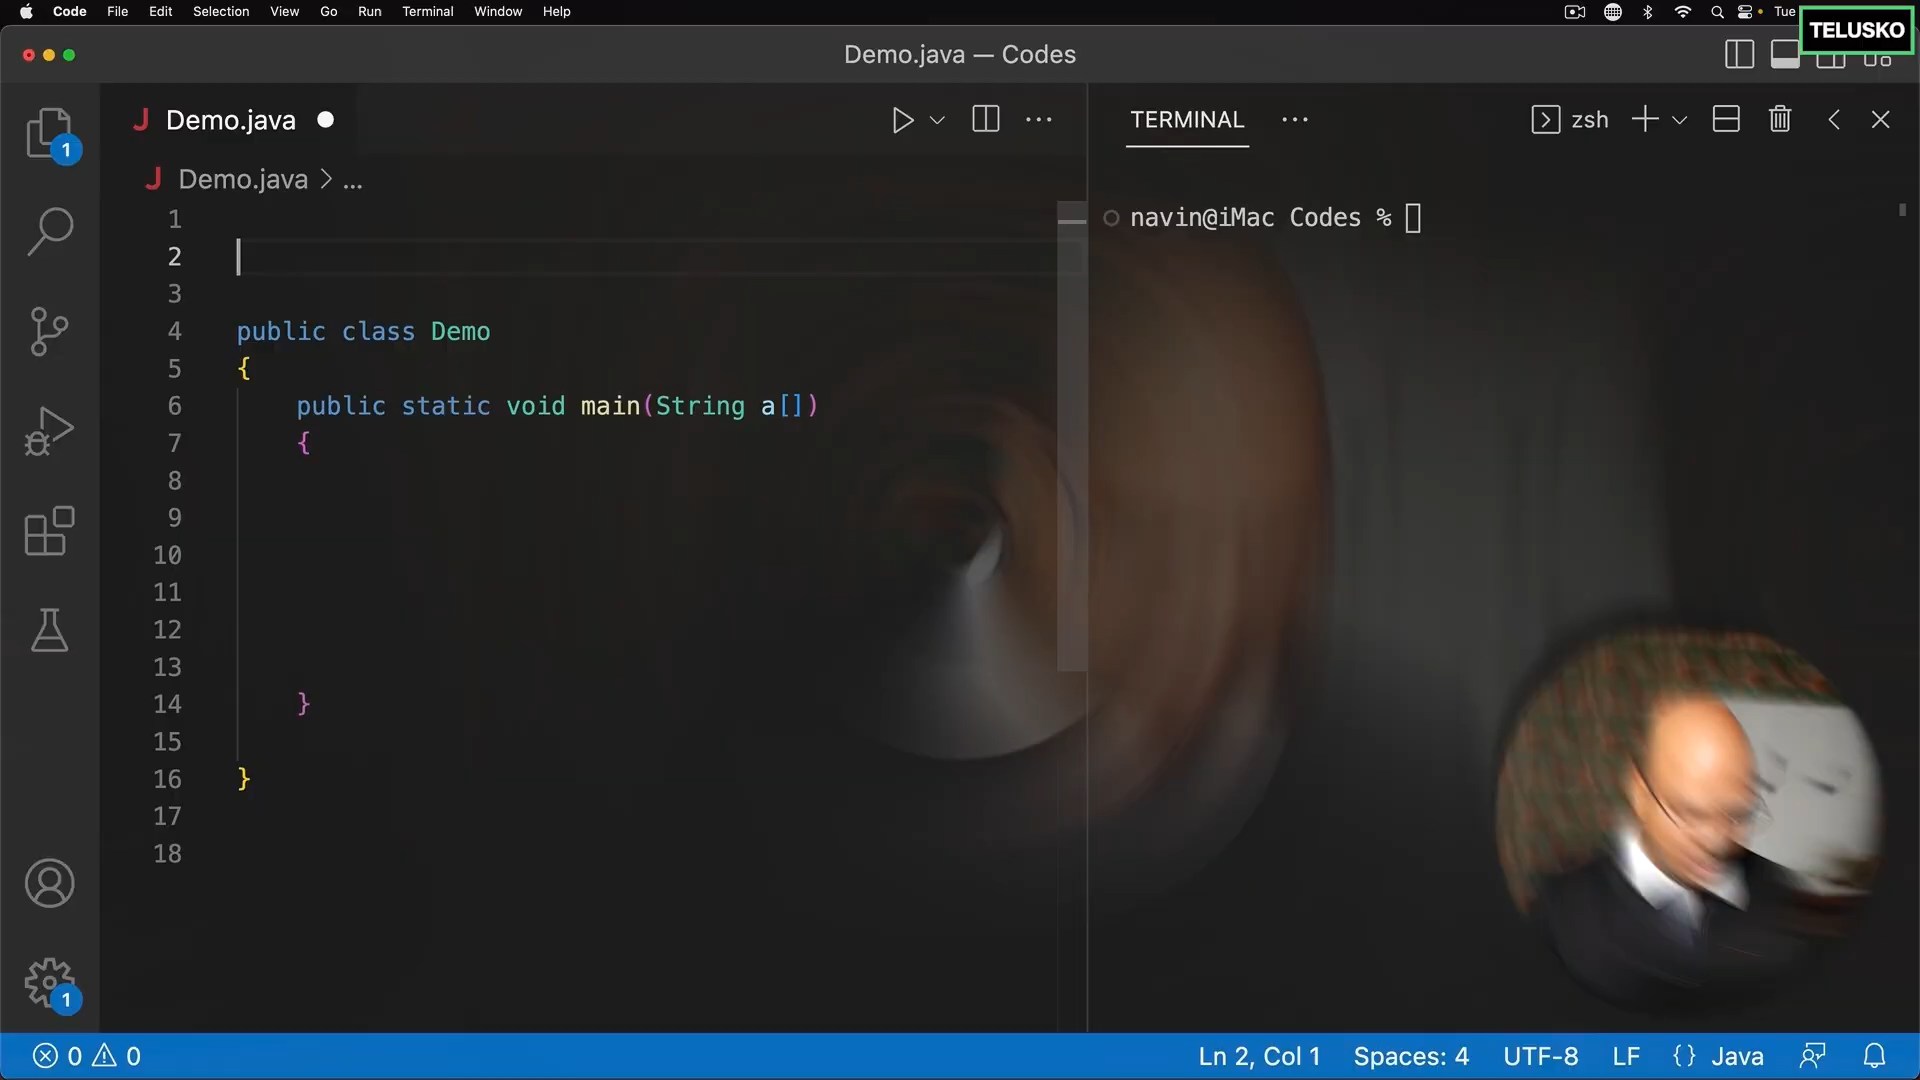 Code File Edit Selection View Go Run Terminal Window Help Tue
TELUSKO
Demo.java — Codes
Demo.java
TERMINAL
zsh
Demo.java > ...
navin@iMac Codes %
1
2
3
4 public class Demo
5 {
6 public static void main(String a[])
7 {
8
9
10
11
12
13
14 }
15
16 }
17
18
1
1
0 0
Ln 2, Col 1 Spaces: 4 UTF-8 LF {} Java